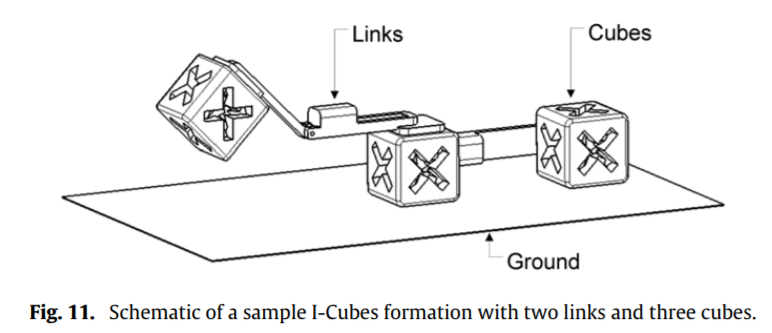 Links
Cubes
Ground
Fig. 11. Schematic of a sample I-Cubes formation with two links and three cubes.